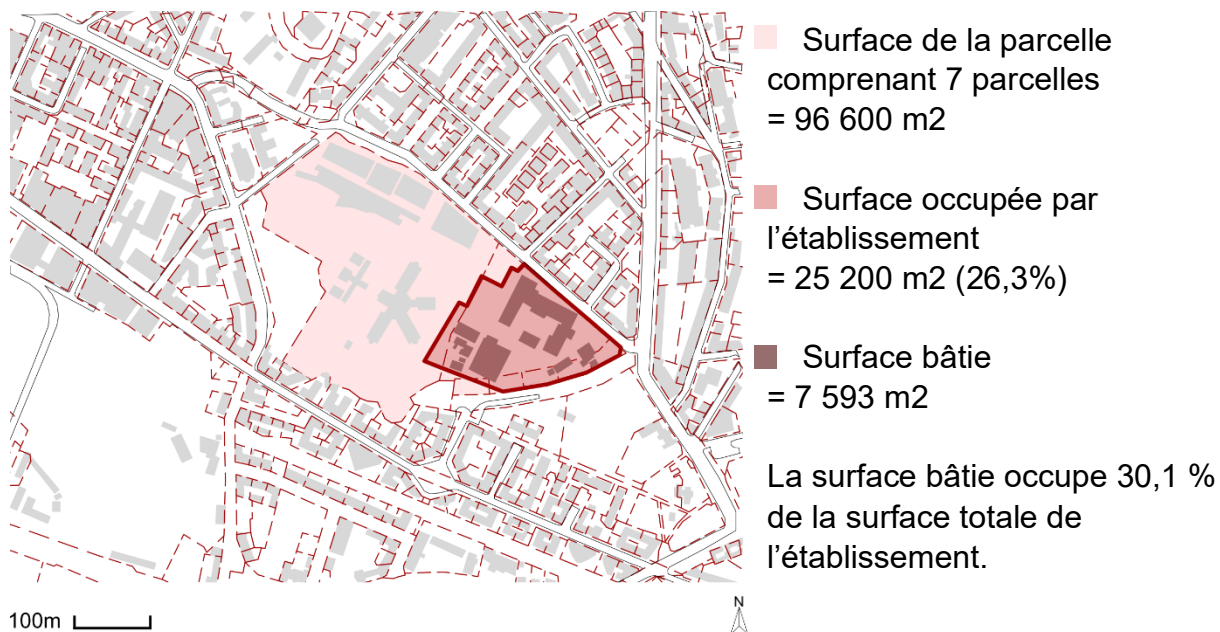 Surface de la parcelle
comprenant 7 parcelles
= 96 600 m2
Surface occupée par
l’établissement
= 25 200 m2 (26,3%)
Surface bâtie
= 7 593 m2
La surface bâtie occupe 30,1 %
de la surface totale de
l’établissement.
100m
N